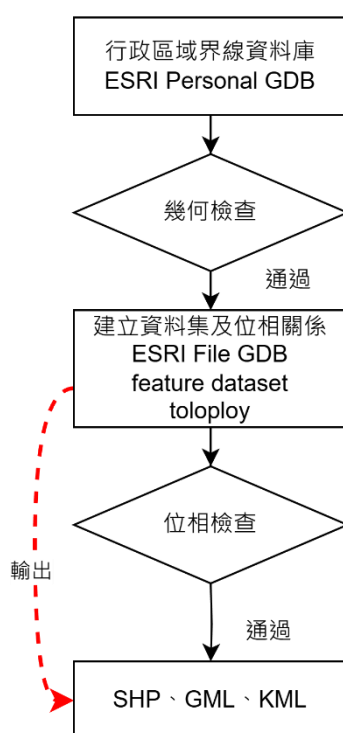 行政區域界線資料庫
ESRI Personal GDB
幾何檢查
通過
建立資料集及位相關係
ESRI File GDB
feature dataset
toloploy
位相檢查
輸出
通過
SHP、GML、KML